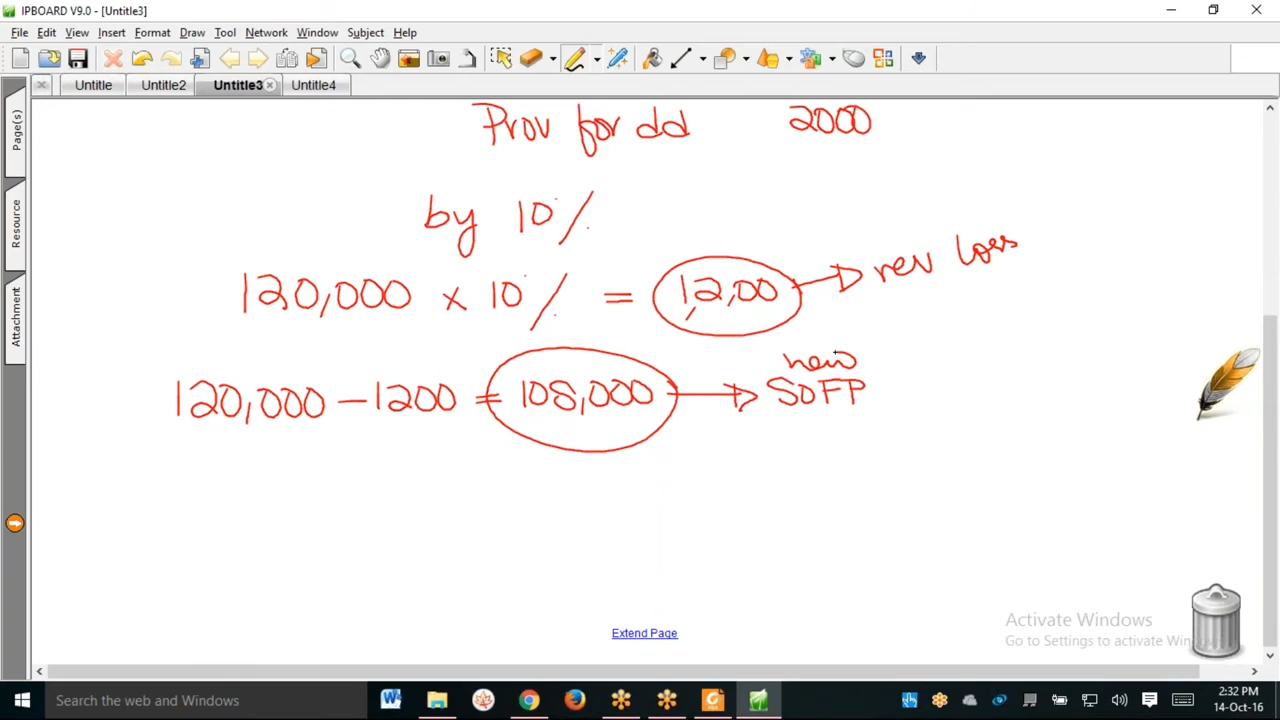 IPBOARD V9.0 - [Untitle3]
File Edit View Insert Format Draw Tool Network Window Subject Help
Untitle Untitle2 Untitle3 Untitle4
Page(s)
Resource
Attachment
Prov for dd 2000
by 10%
120,000 x 10% = 1,2,00 → rev loss
new
120,000 - 1200 = 108,000 → SOFP
Extend Page
Activate Windows
Go to Settings to activate Win
Search the Web and Windows
2:32 PM
14-Oct-16